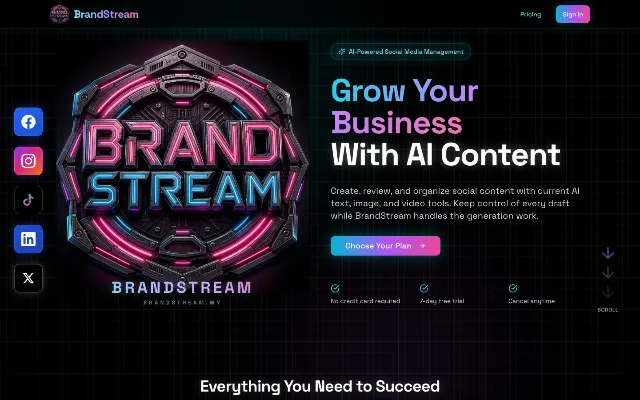 BrandStream
Pricing
Sign In
AI-Powered Social Media Management
Grow Your
Business
With AI Content
Create, review, and organize social content with current AI
text, image, and video tools. Keep control of every draft
while BrandStream handles the generation work.
Choose Your Plan
No credit card required
7-day free trial
Cancel anytime
BRAND
STREAM
BRANDSTREAM
BRANDSTREAM.MY
SCROLL
Everything You Need to Succeed